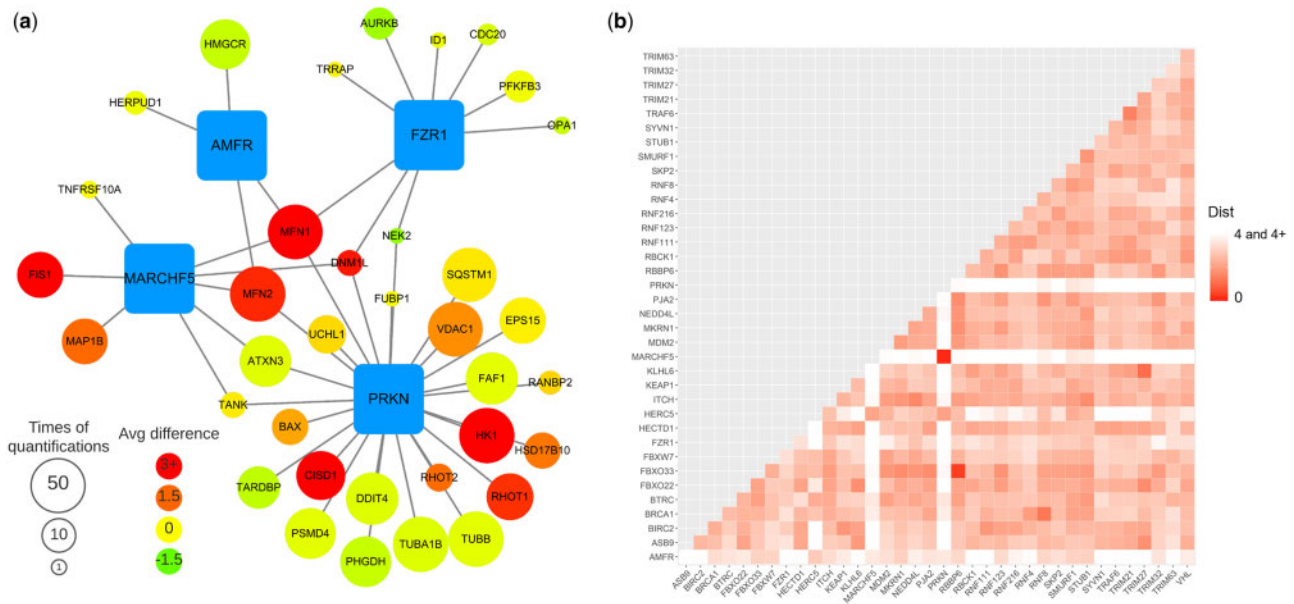 (a)
AURKB
ID1
CDC20
HMGCR
TRRAP
PFKFB3
HERPUD1
OPA1
AMFR
FZR1
TNFRSF10A
MFN1
NEK2
DNM1L
SQSTM1
FIS1
MARCHF5
MFN2
FUBP1
EPS15
UCHL1
VDAC1
MAP1B
ATXN3
FAF1
RANBP2
TANK
PRKN
BAX
HK1
HSD17B10
Times of quantifications
50
10
1
Avg difference
3+
1.5
0
-1.5
TARDBP
CISD1
RHOT2
RHOT1
DDIT4
PSMD4
PHGDH
TUBA1B
TUBB
(b)
TRIM63
TRIM32
TRIM27
TRIM21
TRAF6
SYVN1
STUB1
SMURF1
SKP2
RNF8
RNF4
RNF216
RNF123
RNF111
RBCK1
RBBP6
PRKN
PJA2
NEDD4L
MKRN1
MDM2
MARCHF5
KLHL6
KEAP1
ITCH
HERC5
HECTD1
FZR1
FBXW7
FBXO33
FBXO22
BTRC
BRCA1
BIRC2
ASB9
AMFR
ASB9
BIRC2
BRCA1
BTRC
FBXO22
FBXO33
FBXW7
FZR1
HECTD1
HERC5
ITCH
KEAP1
KLHL6
MARCHF5
MDM2
MKRN1
NEDD4L
PJA2
PRKN
RBBP6
RBCK1
RNF111
RNF123
RNF216
RNF4
RNF8
SKP2
SMURF1
STUB1
SYVN1
TRAF6
TRIM21
TRIM27
TRIM32
TRIM63
VHL
Dist
4 and 4+
0